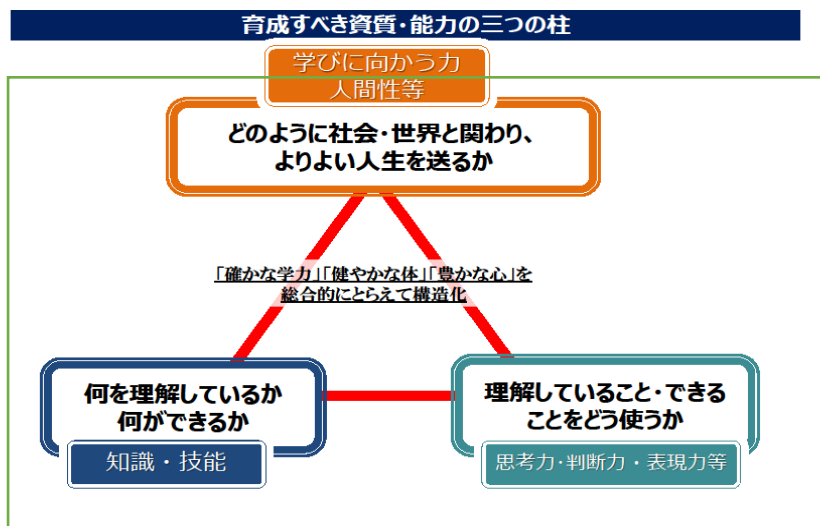 育成すべき資質・能力の三つの柱
学びに向かう力
人間性等
どのように社会・世界と関わり、
よりよい人生を送るか
「確かな学力」「健やかな体」「豊かな心」を
総合的にとらえて構造化
何を理解しているか
何ができるか
知識・技能
理解していること・できる
ことをどう使うか
思考力・判断力・表現力等